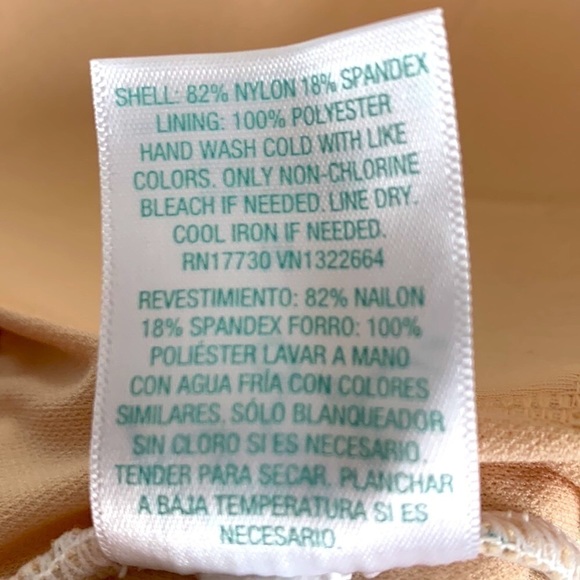 SHELL: 82% NYLON 18% SPANDEX
LINING: 100% POLYESTER
HAND WASH COLD WITH LIKE
COLORS. ONLY NON-CHLORINE
BLEACH IF NEEDED. LINE DRY.
COOL IRON IF NEEDED.
RN17730 VN1322664
REVESTIMIENTO: 82% NAILON
18% SPANDEX FORRO: 100%
POLIÉSTER LAVAR A MANO
CON AGUA FRÍA CON COLORES
SIMILARES. SÓLO BLANQUEADOR
SIN CLORO SI ES NECESARIO.
TENDER PARA SECAR. PLANCHAR
A BAJA TEMPERATURA SI ES
NECESARIO.